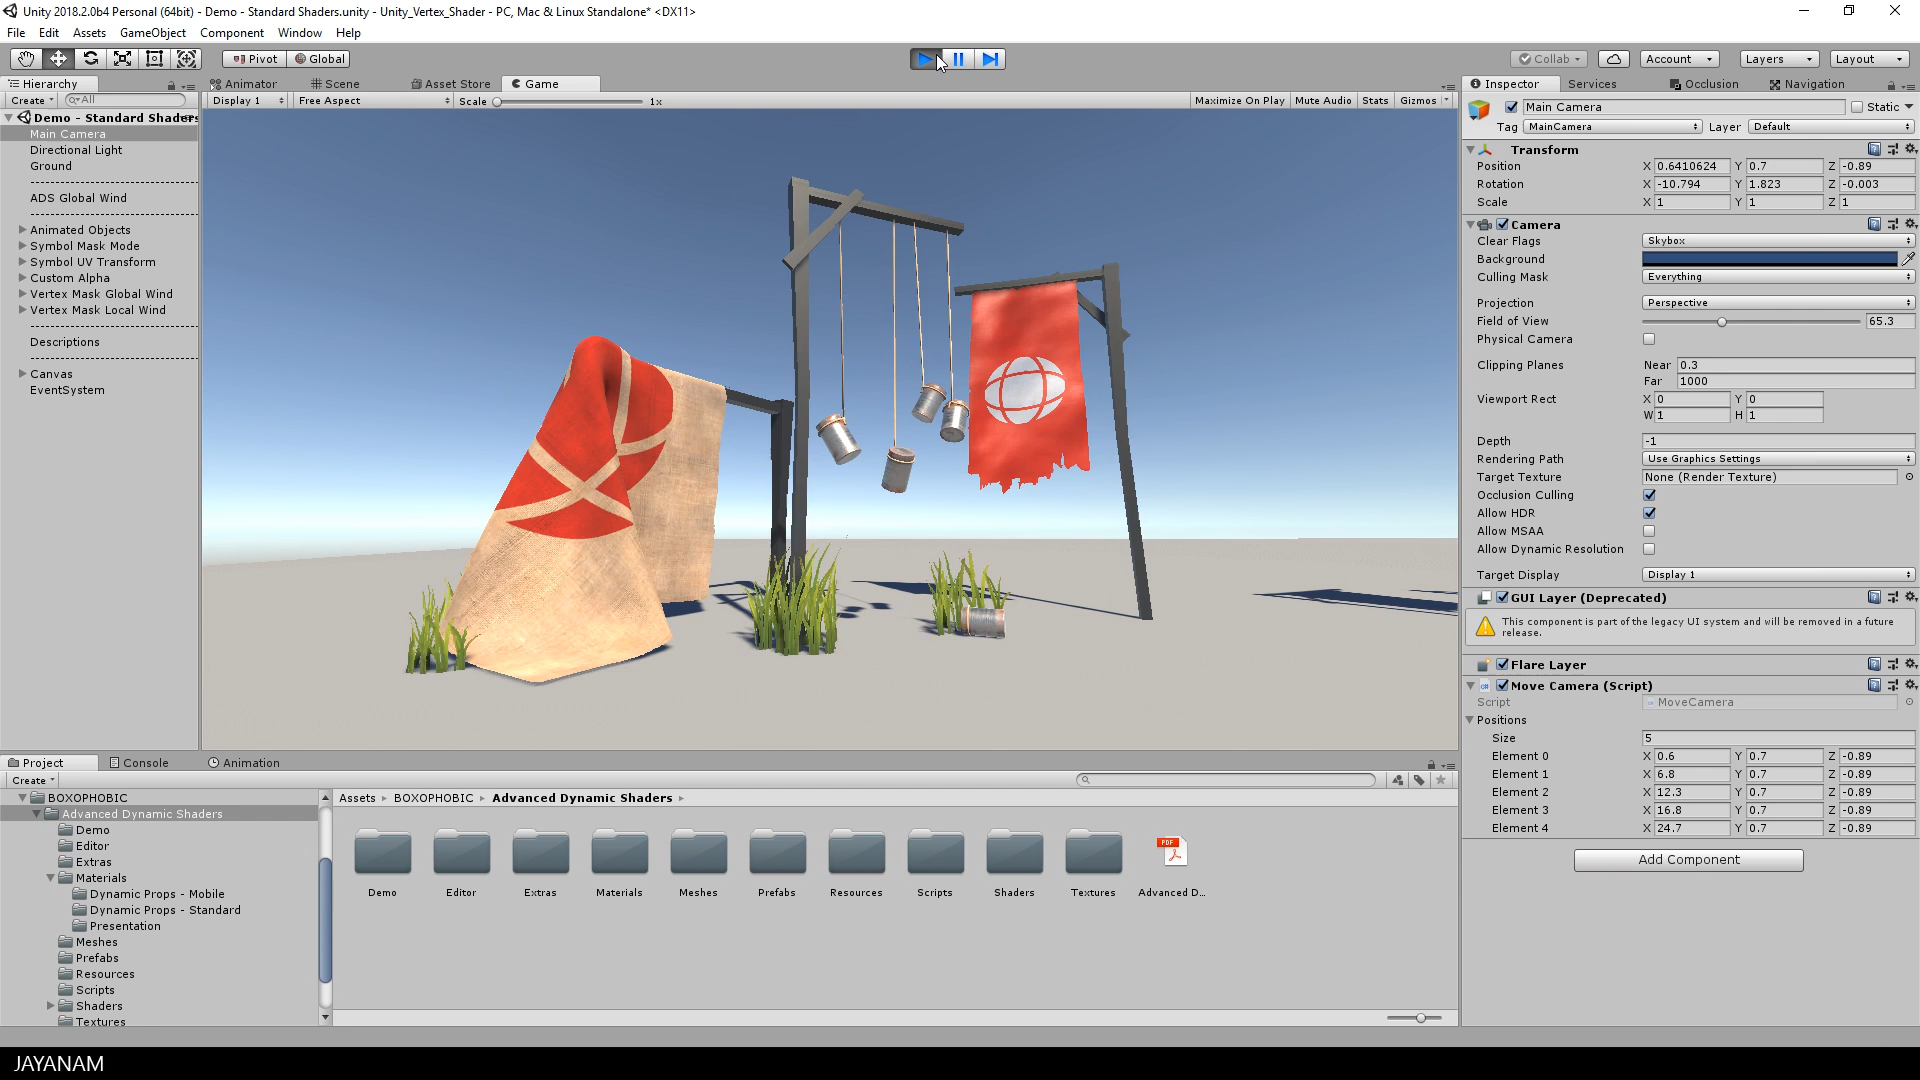 Unity 2018.2.0b4 Personal (64bit) - Demo - Standard Shaders.unity - Unity_Vertex_Shader - PC, Mac & Linux Standalone* <DX11>
File Edit Assets GameObject Component Window Help
Pivot Global Collab Account Layers Layout
Hierarchy
Create All
Demo - Standard Shaders
Main Camera
Directional Light
Ground
ADS Global Wind
Animated Objects
Symbol Mask Mode
Symbol UV Transform
Custom Alpha
Vertex Mask Global Wind
Vertex Mask Local Wind
Descriptions
Canvas
EventSystem
Animator Scene Asset Store Game
Display 1 Free Aspect Scale 1x Maximize On Play Mute Audio Stats Gizmos
Inspector Services Occlusion Navigation
Main Camera Static
Tag MainCamera Layer Default
Transform
Position X 0.6410624 Y 0.7 Z -0.89
Rotation X -10.794 Y 1.823 Z -0.003
Scale X 1 Y 1 Z 1
Camera
Clear Flags Skybox
Background
Culling Mask Everything
Projection Perspective
Field of View 65.3
Physical Camera
Clipping Planes Near 0.3
Far 1000
Viewport Rect X 0 Y 0
W 1 H 1
Depth -1
Rendering Path Use Graphics Settings
Target Texture None (Render Texture)
Occlusion Culling
Allow HDR
Allow MSAA
Allow Dynamic Resolution
Target Display Display 1
GUI Layer (Deprecated)
This component is part of the legacy UI system and will be removed in a future
release.
Flare Layer
Move Camera (Script)
Script MoveCamera
Positions
Size 5
Element 0 X 0.6 Y 0.7 Z -0.89
Element 1 X 6.8 Y 0.7 Z -0.89
Element 2 X 12.3 Y 0.7 Z -0.89
Element 3 X 16.8 Y 0.7 Z -0.89
Element 4 X 24.7 Y 0.7 Z -0.89
Add Component
Project Console Animation
Create
BOXOPHOBIC
Advanced Dynamic Shaders
Demo
Editor
Extras
Materials
Dynamic Props - Mobile
Dynamic Props - Standard
Presentation
Meshes
Prefabs
Resources
Scripts
Shaders
Textures
Assets ▸ BOXOPHOBIC ▸ Advanced Dynamic Shaders ▸
PDF
Demo Editor Extras Materials Meshes Prefabs Resources Scripts Shaders Textures Advanced D...
JAYANAM